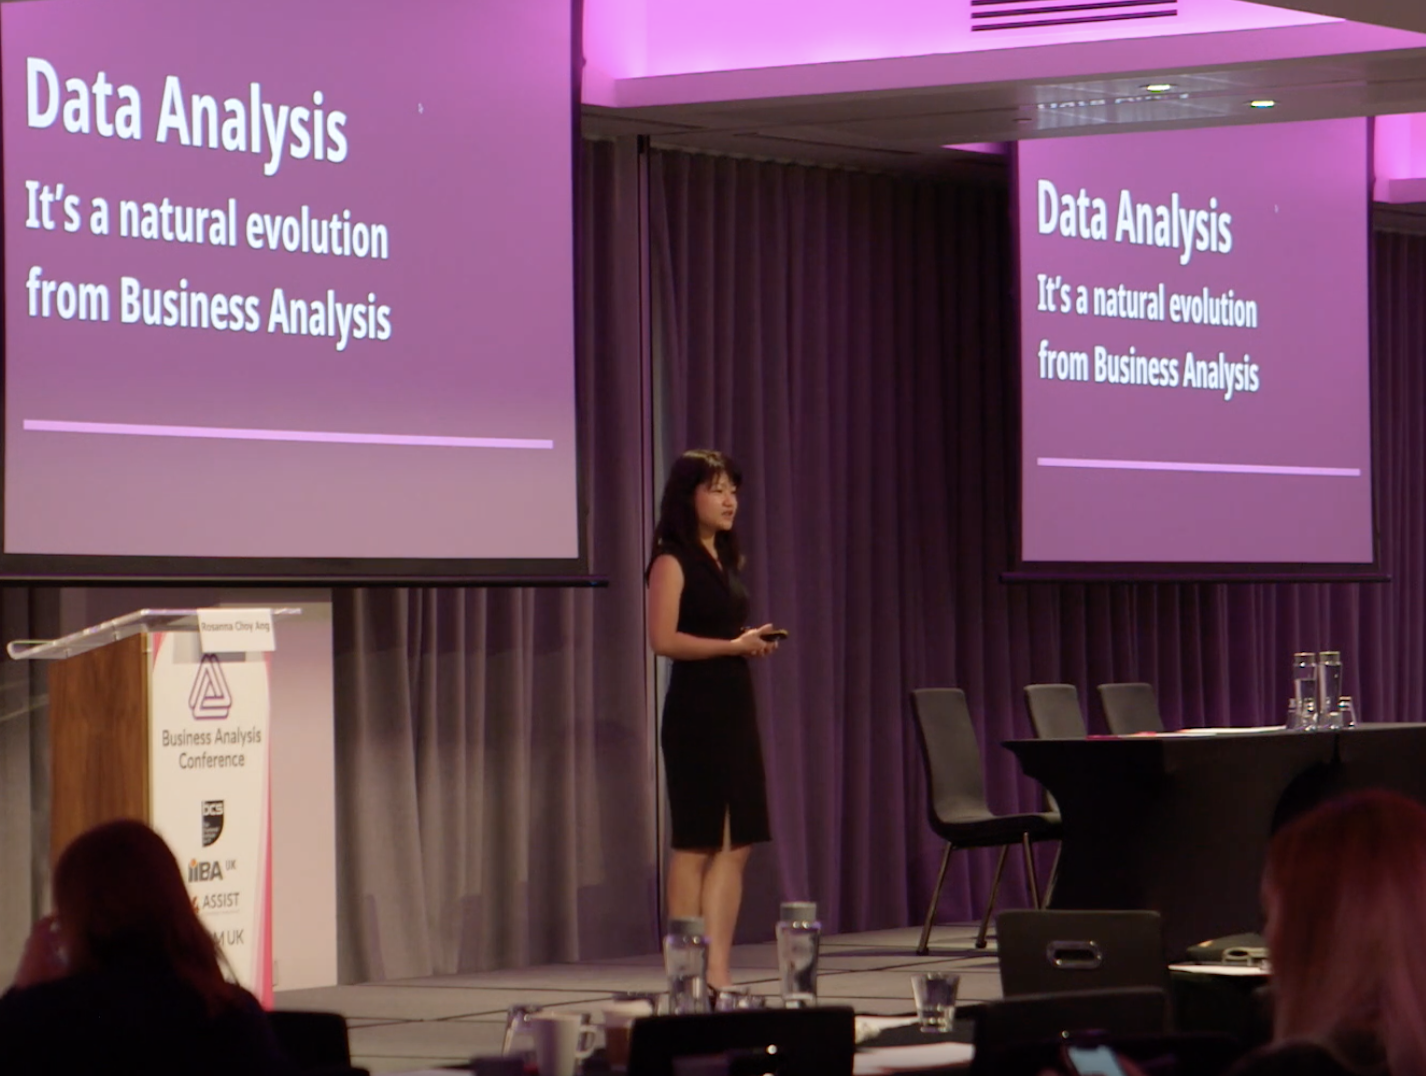 Data Analysis
It's a natural evolution
from Business Analysis
Data Analysis
It's a natural evolution
from Business Analysis
Rosanna Choy Ang
Business Analysis
Conference
bcs
iiBA UK
ASSIST
UK